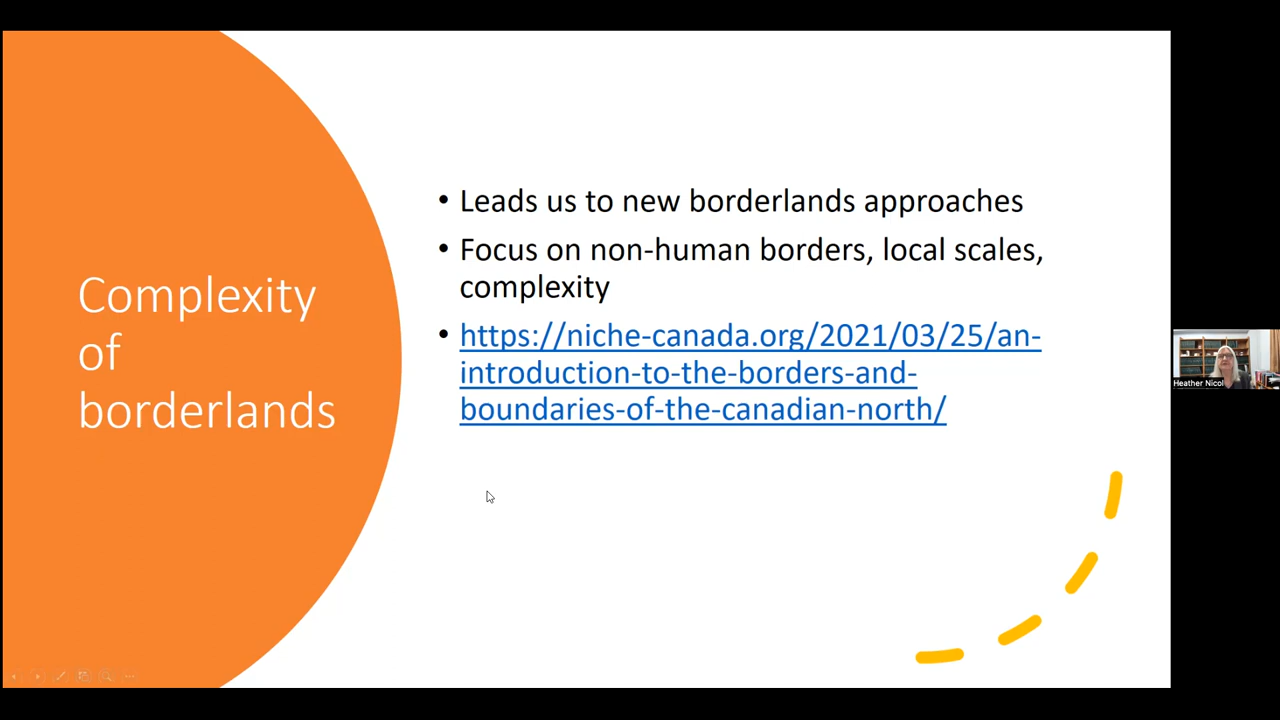 Complexity
of
borderlands
• Leads us to new borderlands approaches
• Focus on non-human borders, local scales,
complexity
• https://niche-canada.org/2021/03/25/an-
introduction-to-the-borders-and-
boundaries-of-the-canadian-north/
Heather Nicol